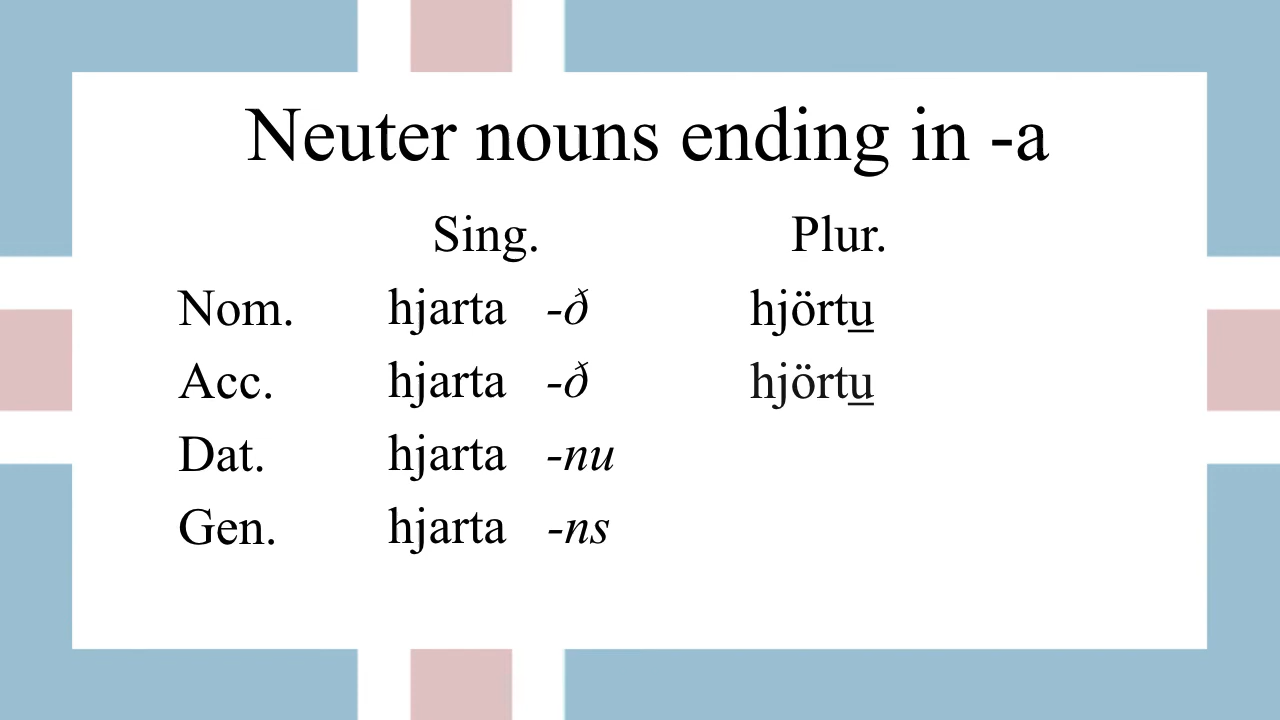 Neuter nouns ending in -a
Sing. Plur.
Nom. hjarta -ð hjörtu
Acc. hjarta -ð hjörtu
Dat. hjarta -nu
Gen. hjarta -ns